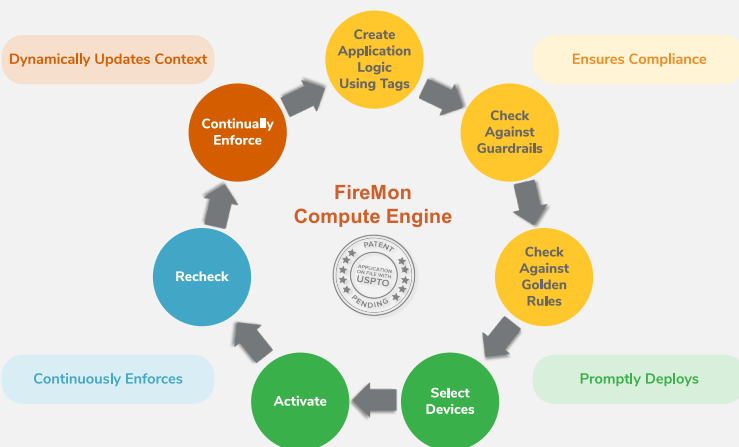 Create
Application
Logic
Using Tags
Dynamically Updates Context
Ensures Compliance
Continually
Enforce
Check
Against
Guardrails
FireMon
Compute Engine
PATENT
APPLICATION
ON FILE WITH
USPTO
PENDING
Recheck
Check
Against
Golden
Rules
Continuously Enforces
Promptly Deploys
Activate
Select
Devices